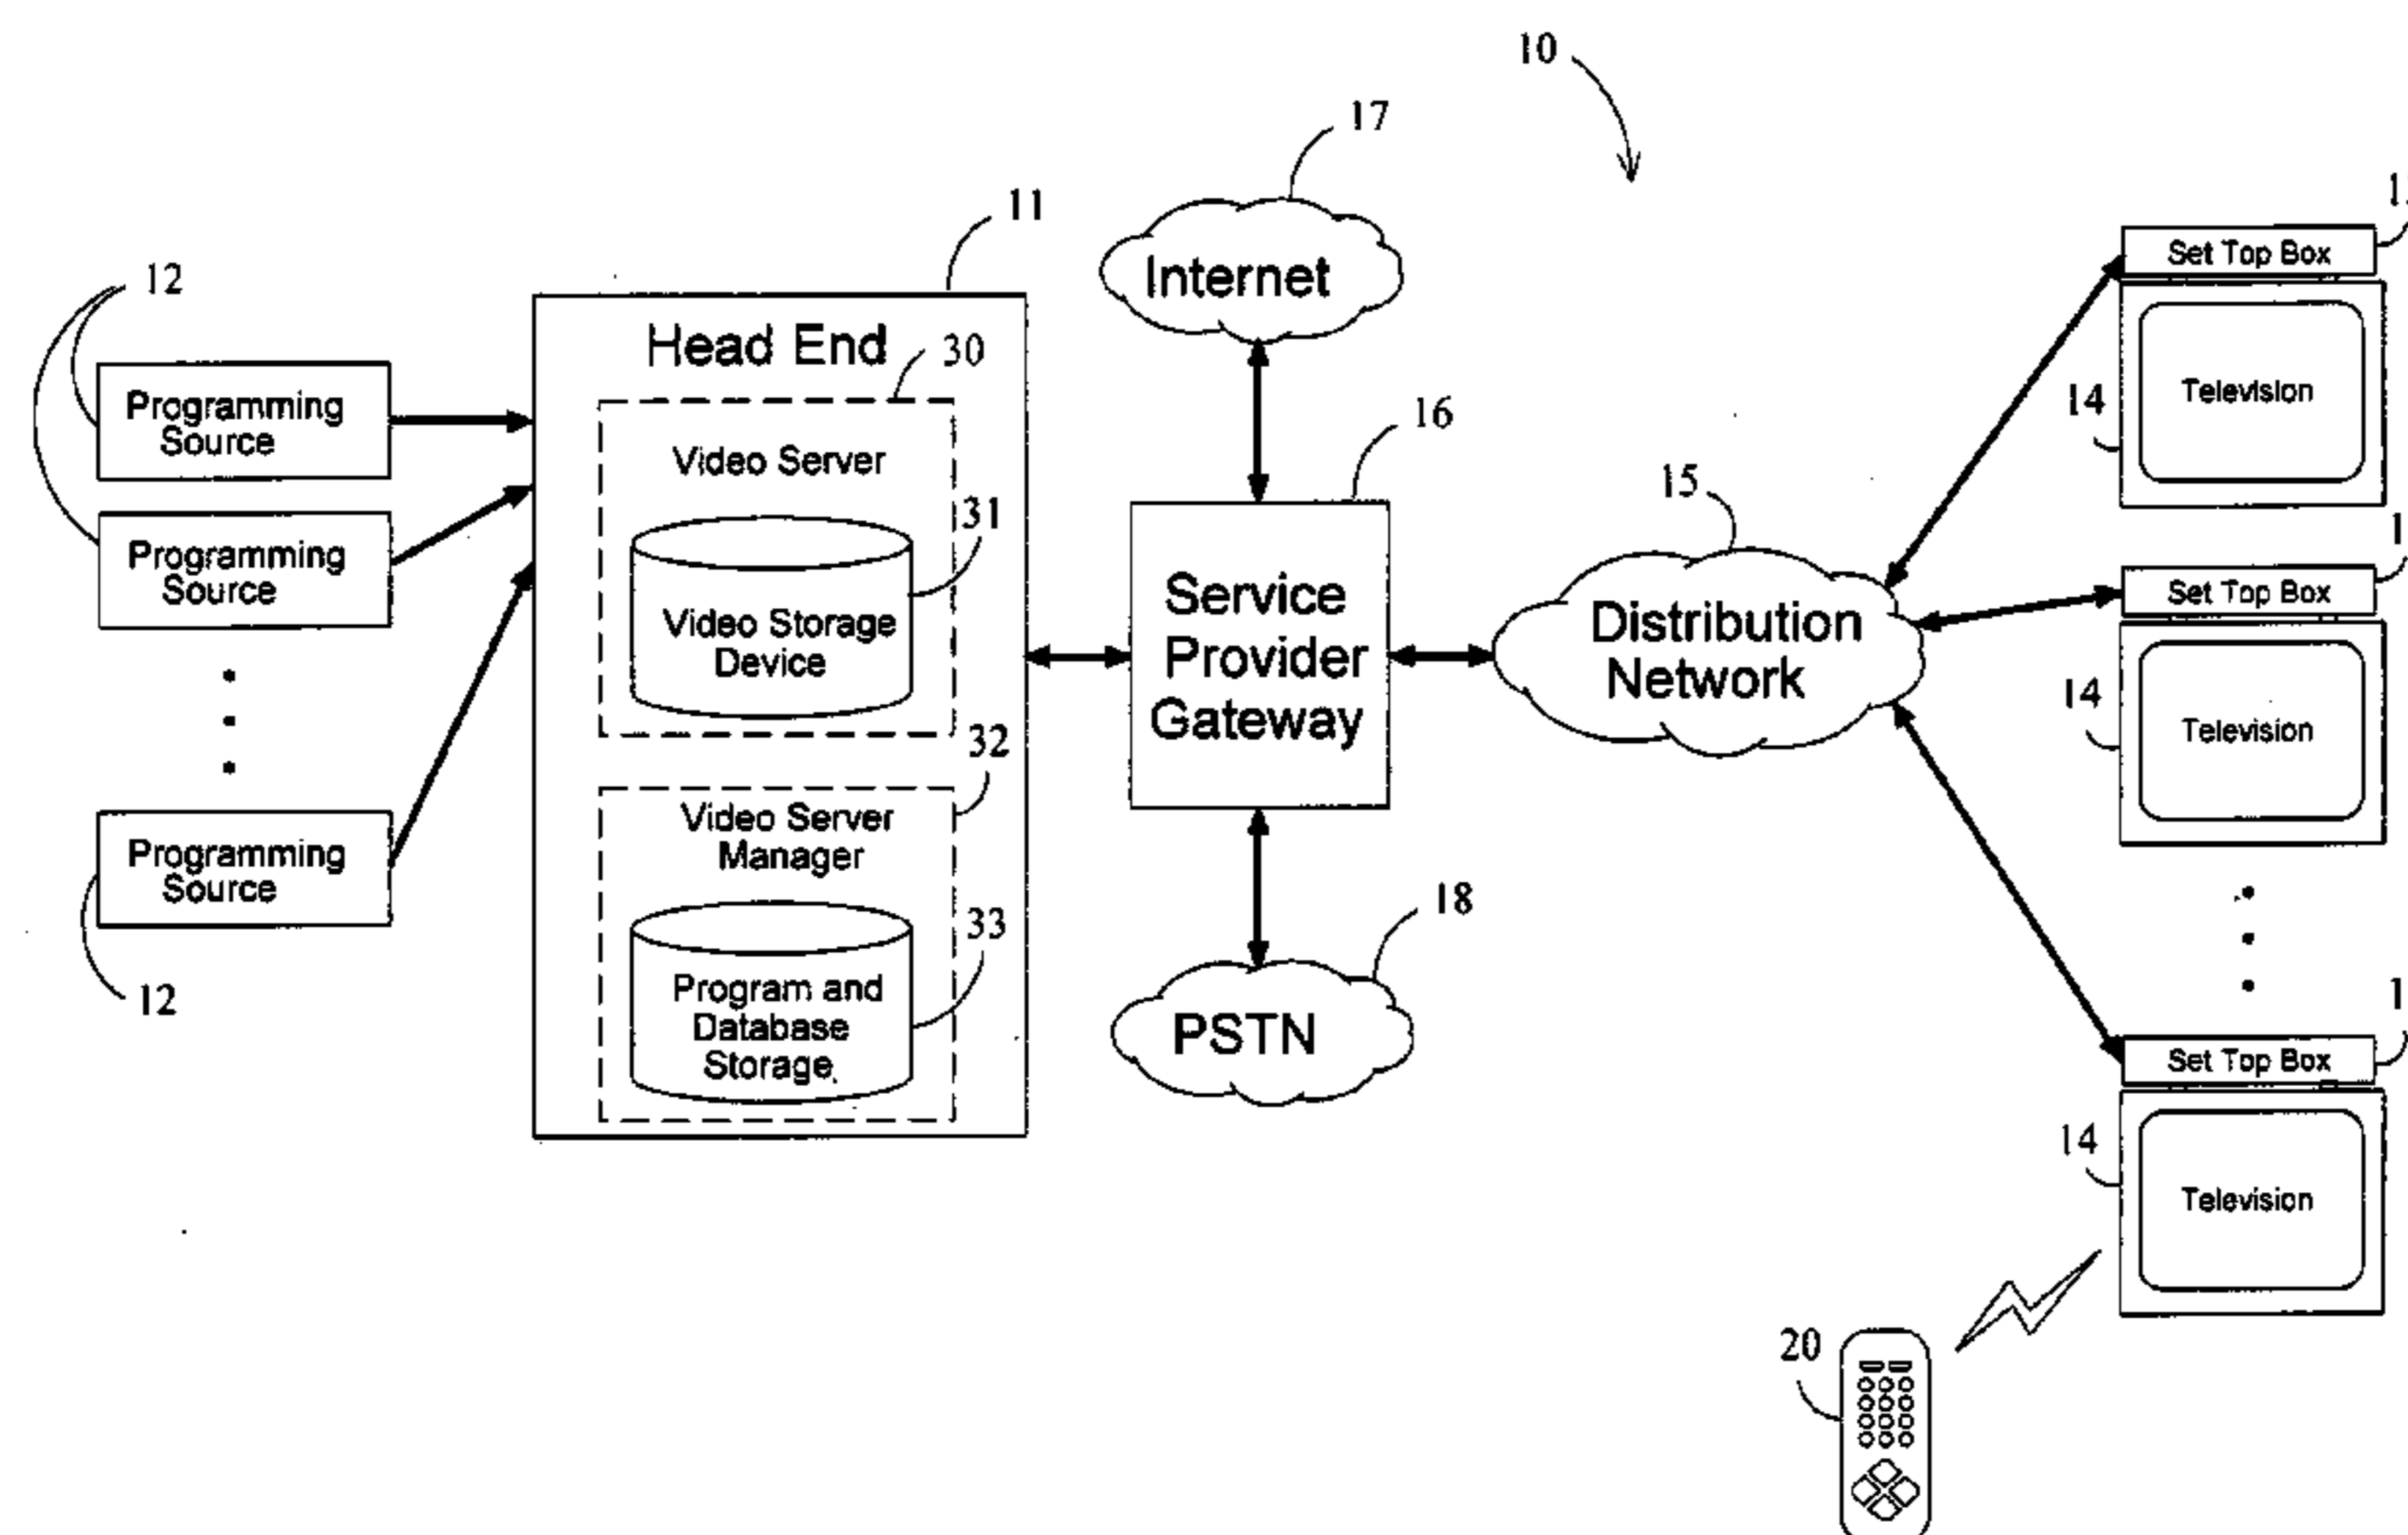 10
17
11
12
Head End
30
Programming
Source
Video Server
31
Programming
Source
Video Storage
Device
32
Video Server
Manager
Programming
Source
12
33
Program and
Database
Storage
Internet
16
Service
Provider
Gateway
18
PSTN
15
Distribution
Network
Set Top Box
14
Television
Set Top Box
14
Television
Set Top Box
14
Television
20